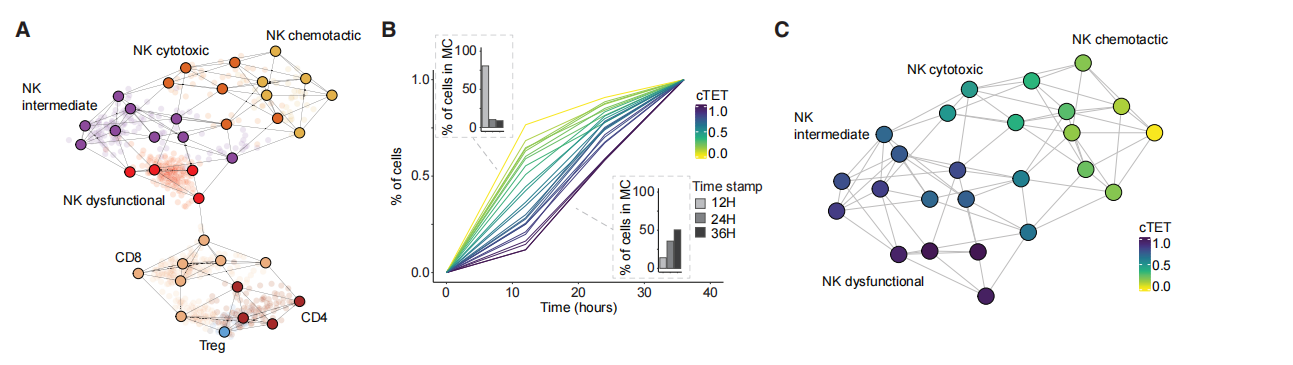 A
NK chemotactic
NK cytotoxic
NK
intermediate
NK dysfunctional
CD8
CD4
Treg
B
% of cells in MC
100
50
0
1.0
0.5
0.0
% of cells
0
10
20
30
40
Time (hours)
cTET
1.0
0.5
0.0
% of cells in MC
100
50
0
Time stamp
12H
24H
36H
C
NK chemotactic
NK cytotoxic
NK
intermediate
NK dysfunctional
cTET
1.0
0.5
0.0